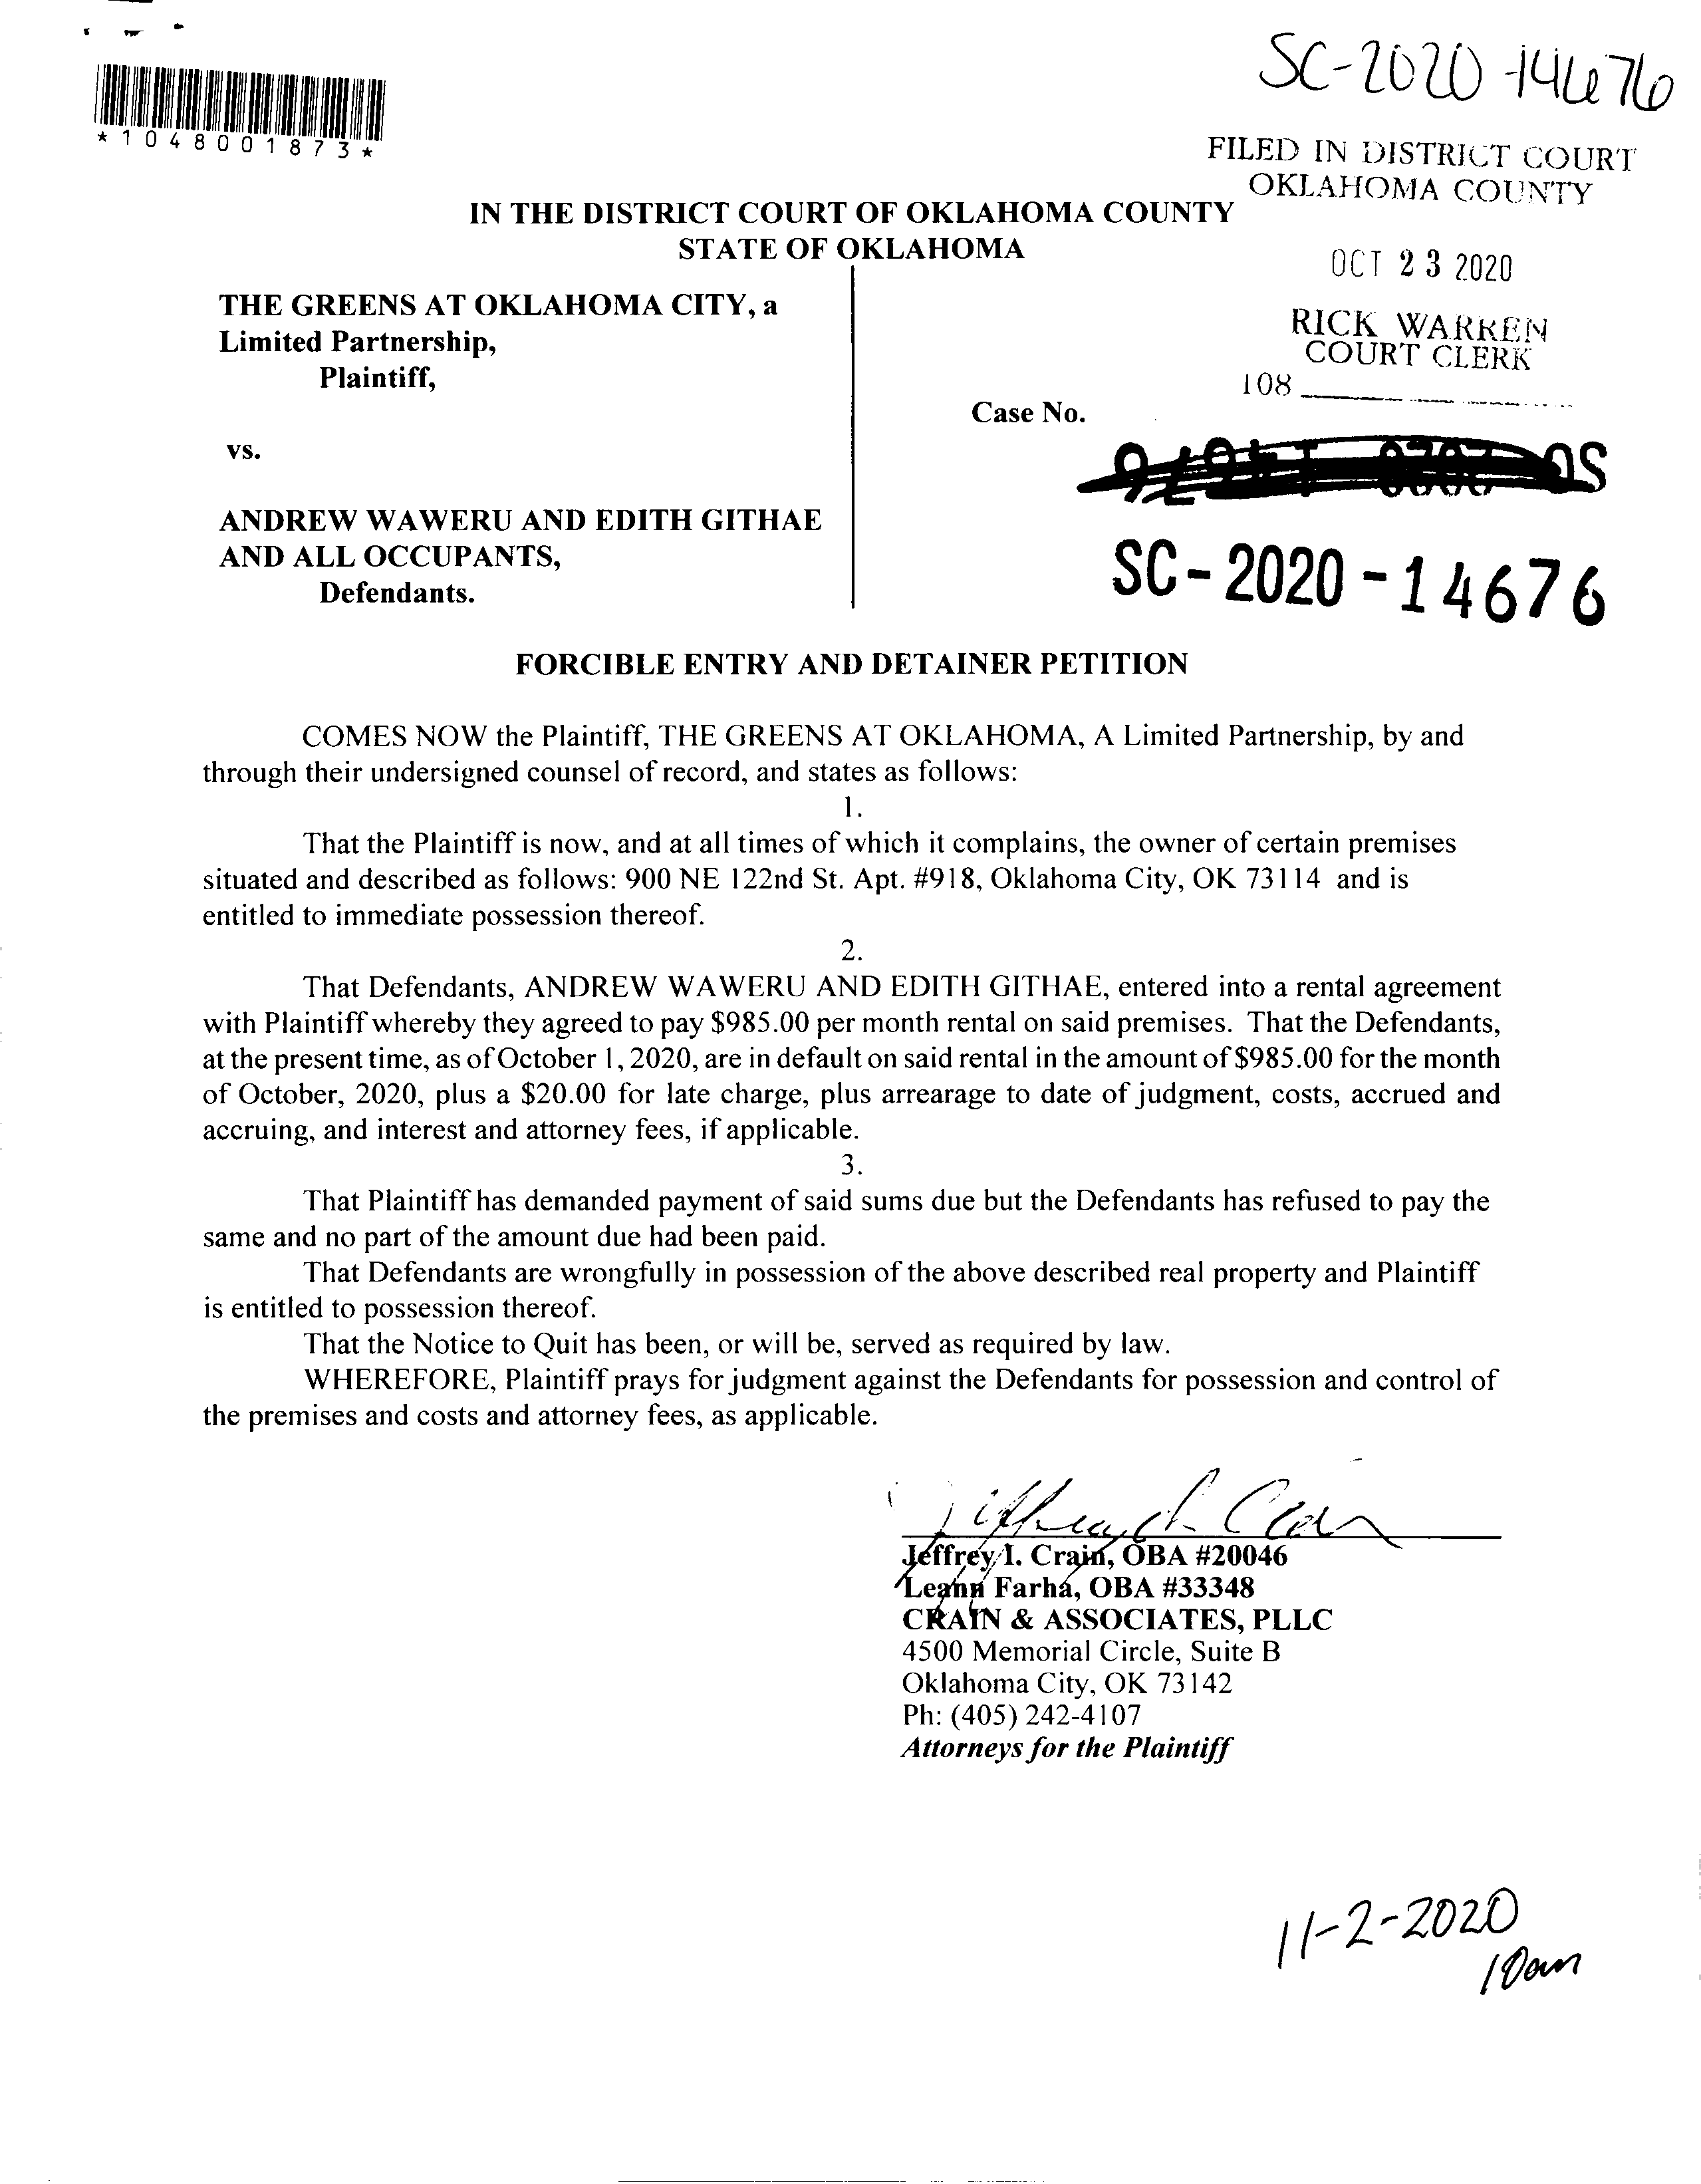 SC-2020-14676
*1048001873*
FILED IN DISTRICT COURT
OKLAHOMA COUNTY
IN THE DISTRICT COURT OF OKLAHOMA COUNTY
STATE OF OKLAHOMA
OCT 23 2020
THE GREENS AT OKLAHOMA CITY, a
Limited Partnership,
Plaintiff,
RICK WARREN
COURT CLERK
108
Case No.
vs.
ANDREW WAWERU AND EDITH GITHAE
AND ALL OCCUPANTS,
Defendants.
SC-2020-14676
FORCIBLE ENTRY AND DETAINER PETITION
COMES NOW the Plaintiff, THE GREENS AT OKLAHOMA, A Limited Partnership, by and
through their undersigned counsel of record, and states as follows:
1.
That the Plaintiff is now, and at all times of which it complains, the owner of certain premises
situated and described as follows: 900 NE 122nd St. Apt. #918, Oklahoma City, OK 73114 and is
entitled to immediate possession thereof.
2.
That Defendants, ANDREW WAWERU AND EDITH GITHAE, entered into a rental agreement
with Plaintiff whereby they agreed to pay $985.00 per month rental on said premises. That the Defendants,
at the present time, as of October 1, 2020, are in default on said rental in the amount of $985.00 for the month
of October, 2020, plus a $20.00 for late charge, plus arrearage to date of judgment, costs, accrued and
accruing, and interest and attorney fees, if applicable.
3.
That Plaintiff has demanded payment of said sums due but the Defendants has refused to pay the
same and no part of the amount due had been paid.
That Defendants are wrongfully in possession of the above described real property and Plaintiff
is entitled to possession thereof.
That the Notice to Quit has been, or will be, served as required by law.
WHEREFORE, Plaintiff prays for judgment against the Defendants for possession and control of
the premises and costs and attorney fees, as applicable.
Jeffrey I. Crain, OBA #20046
Leann Farha, OBA #33348
CRAIN & ASSOCIATES, PLLC
4500 Memorial Circle, Suite B
Oklahoma City, OK 73142
Ph: (405) 242-4107
Attorneys for the Plaintiff
11-2-2020
10am